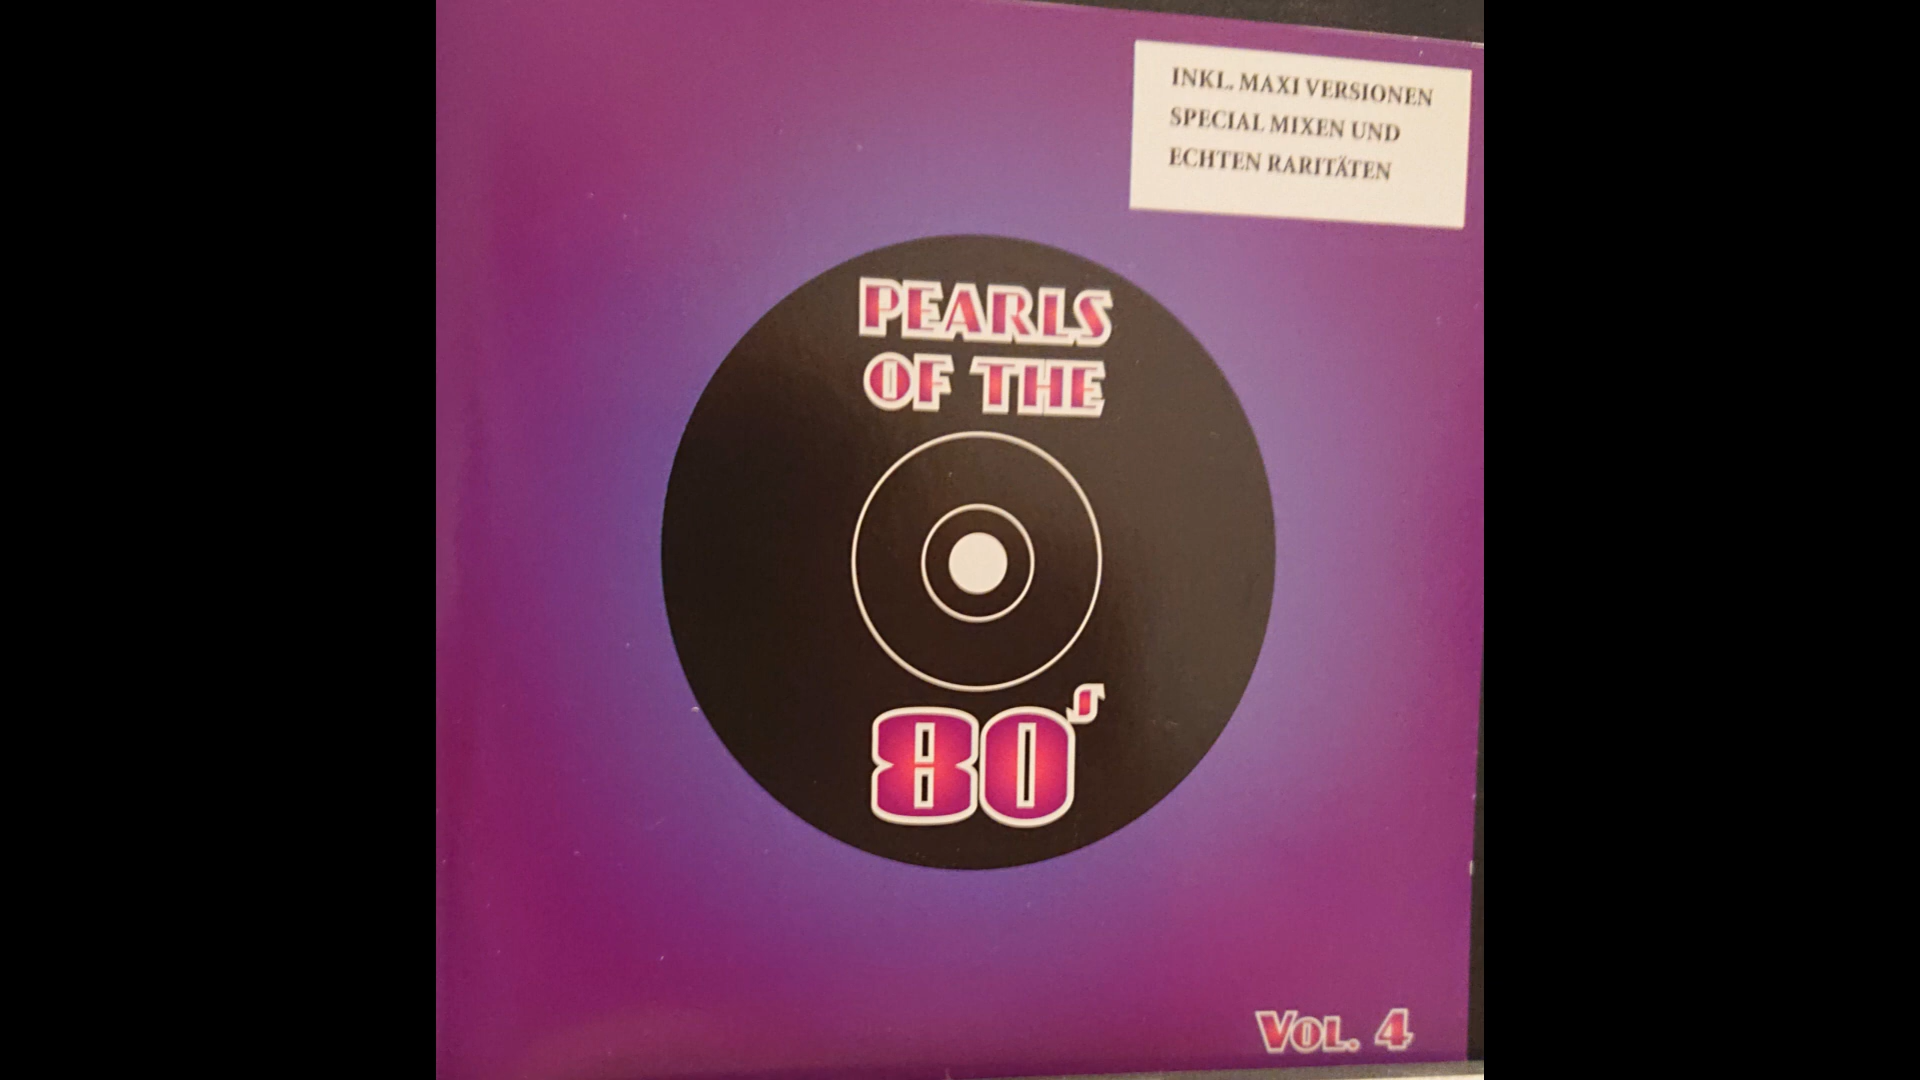 INKL. MAXI VERSIONEN
SPECIAL MIXEN UND
ECHTEN RARITÄTEN
PEARLS
OF THE
80's
VOL. 4